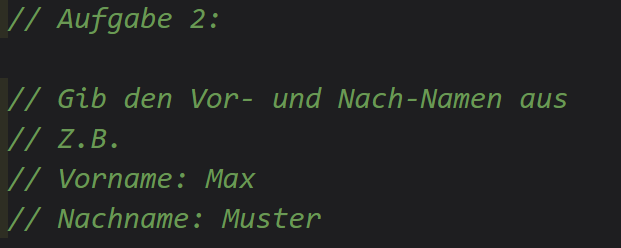 // Aufgabe 2:
// Gib den Vor- und Nach-Namen aus
// Z.B.
// Vorname: Max
// Nachname: Muster